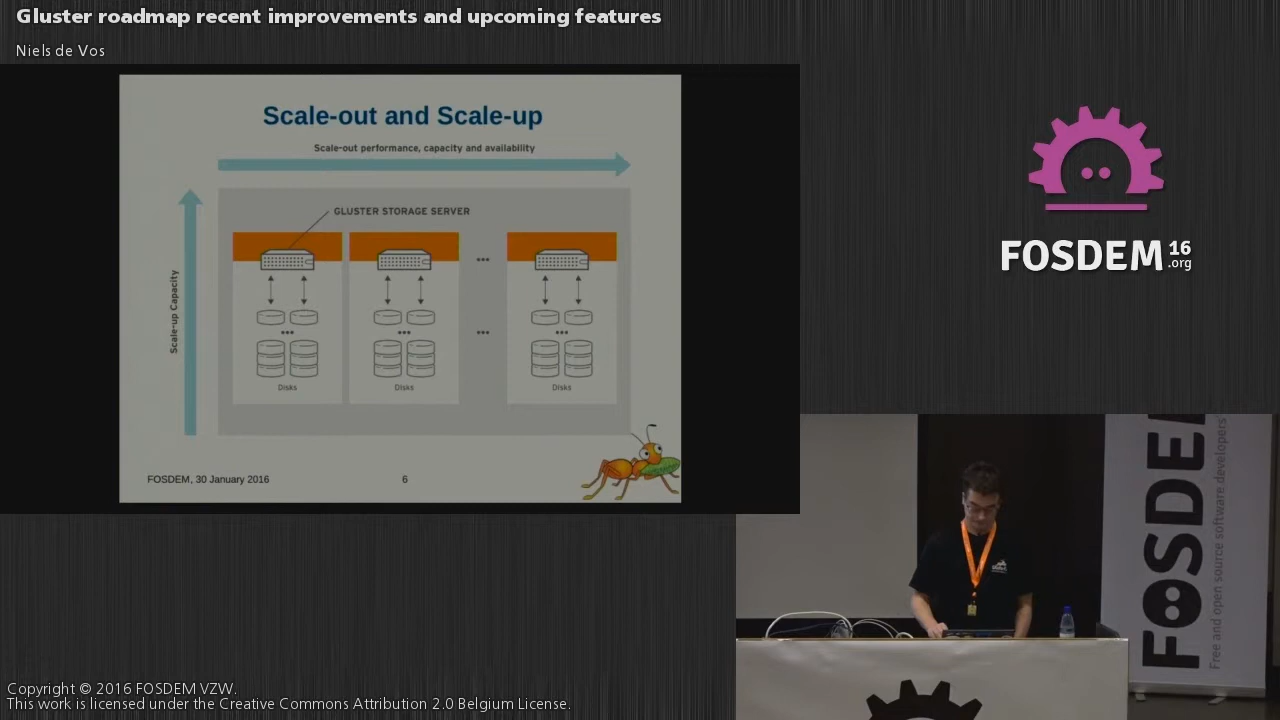 Gluster roadmap recent improvements and upcoming features
Niels de Vos
Scale-out and Scale-up
Scale-out performance, capacity and availability
GLUSTER STORAGE SERVER
Scale-up Capacity
...
...
...
...
...
Disks
Disks
Disks
FOSDEM, 30 January 2016
6
FOSDEM 16
.org
FOSDE
Free and open source software developers'
Copyright © 2016 FOSDEM VZW.
This work is licensed under the Creative Commons Attribution 2.0 Belgium License.